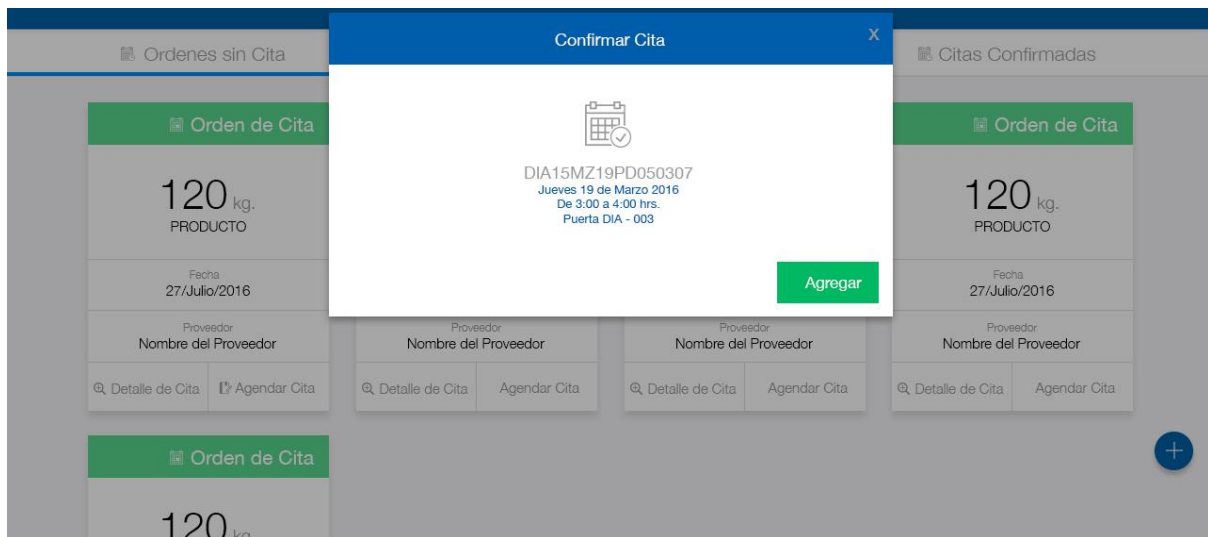 Confirmar Cita
X
Ordenes sin Cita
Citas Confirmadas
DIA15MZ19PD050307
Jueves 19 de Marzo 2016
De 3:00 a 4:00 hrs.
Puerta DIA - 003
Agregar
Orden de Cita
120 kg.
PRODUCTO
Fecha
27/Julio/2016
Proveedor
Nombre del Proveedor
Detalle de Cita
Agendar Cita
Proveedor
Nombre del Proveedor
Detalle de Cita
Agendar Cita
Proveedor
Nombre del Proveedor
Detalle de Cita
Agendar Cita
Orden de Cita
120 kg.
PRODUCTO
Fecha
27/Julio/2016
Proveedor
Nombre del Proveedor
Detalle de Cita
Agendar Cita
Orden de Cita
120 kg.